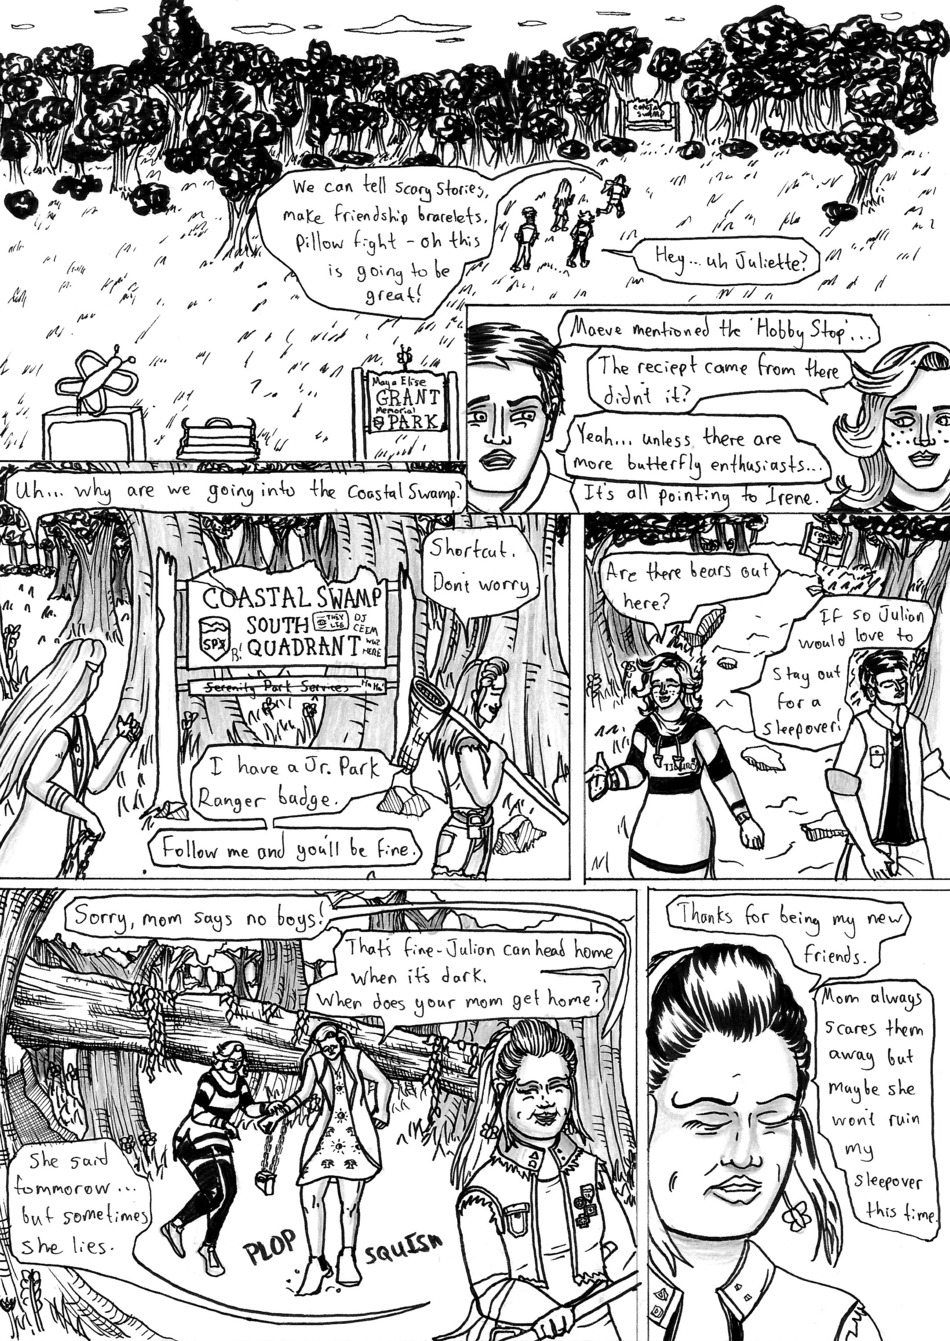 Coastal
Swamp
We can tell scary stories,
make friendship bracelets,
Pillow fight - oh this
is going to be
great!
Hey... uh Juliette?
Maya Elise
GRANT
Memorial
PARK
Maeve mentioned the 'Hobby Stop'...
The reciept came from there
didn't it?
Yeah... unless there are
more butterfly enthusiasts...
It's all pointing to Irene.
Uh... why are we going into the Coastal Swamp?
Shortcut.
Don't worry
COASTAL SWAMP
SOUTH
QUADRANT
THEY
LIE
DJ
CEEM
WUZ
HERE
SPX
R!
Serenity Park Services
I have a Jr. Park
Ranger badge.
Follow me and you'll be fine.
Are there bears out
here?
If so Julian
would love to
stay out
for a
sleepover!
Sorry, mom says no boys!
That's fine-Julian can head home
when it's dark.
When does your mom get home?
She said
tommorow...
but sometimes
she lies.
PLOP
SQUISH
Thanks for being my new
friends.
Mom always
scares them
away but
maybe she
won't ruin
my
sleepover
this time.